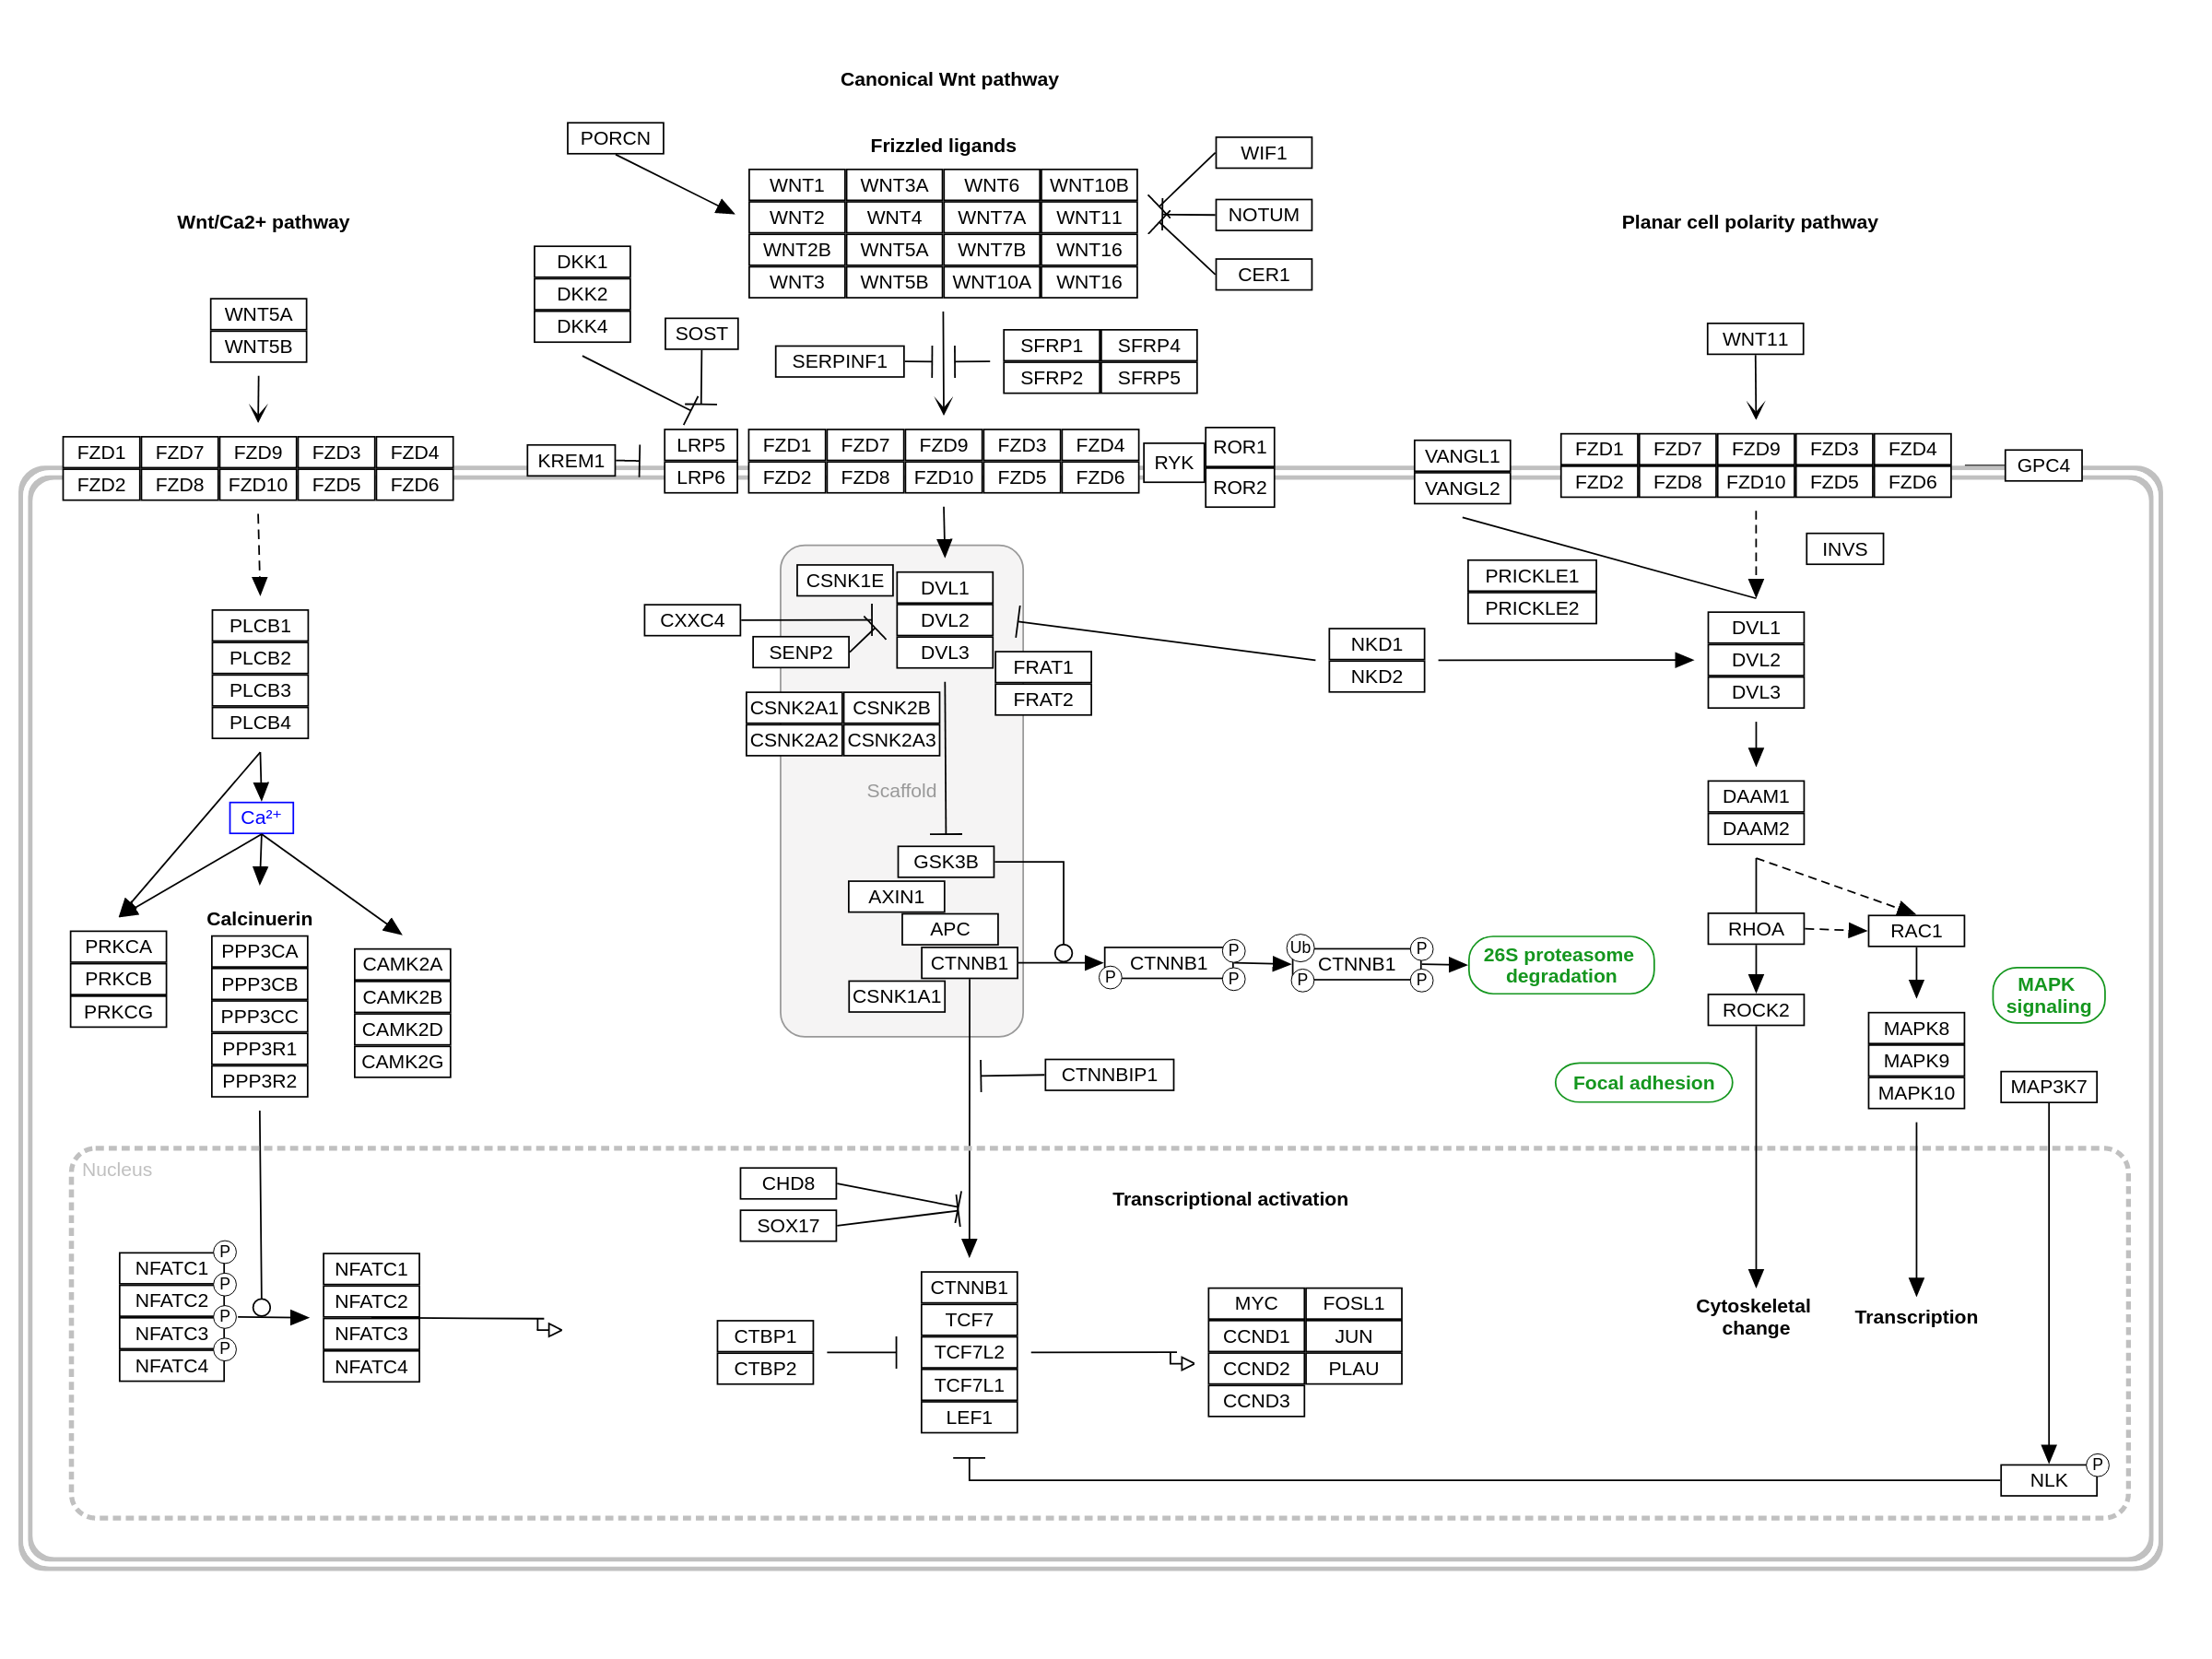 Canonical Wnt pathway
PORCN
Frizzled ligands
WIF1
WNT1 WNT3A WNT6 WNT10B
WNT2 WNT4 WNT7A WNT11
WNT2B WNT5A WNT7B WNT16
WNT3 WNT5B WNT10A WNT16
NOTUM
CER1
Wnt/Ca2+ pathway
Planar cell polarity pathway
DKK1
DKK2
DKK4
SOST
WNT5A
WNT5B
SERPINF1
SFRP1 SFRP4
SFRP2 SFRP5
WNT11
FZD1 FZD7 FZD9 FZD3 FZD4
FZD2 FZD8 FZD10 FZD5 FZD6
KREM1
LRP5
LRP6
FZD1 FZD7 FZD9 FZD3 FZD4
FZD2 FZD8 FZD10 FZD5 FZD6
RYK
ROR1
ROR2
VANGL1
VANGL2
FZD1 FZD7 FZD9 FZD3 FZD4
FZD2 FZD8 FZD10 FZD5 FZD6
GPC4
INVS
CSNK1E
DVL1
DVL2
DVL3
CXXC4
SENP2
FRAT1
FRAT2
CSNK2A1 CSNK2B
CSNK2A2 CSNK2A3
Scaffold
PRICKLE1
PRICKLE2
NKD1
NKD2
DVL1
DVL2
DVL3
PLCB1
PLCB2
PLCB3
PLCB4
Ca²⁺
DAAM1
DAAM2
GSK3B
AXIN1
APC
CTNNB1
CSNK1A1
CTNNB1
P
P
P
CTNNB1
Ub
P
P
P
26S proteasome
degradation
RHOA
RAC1
ROCK2
MAPK
signaling
MAPK8
MAPK9
MAPK10
MAP3K7
Focal adhesion
Calcinuerin
PRKCA
PRKCB
PRKCG
PPP3CA
PPP3CB
PPP3CC
PPP3R1
PPP3R2
CAMK2A
CAMK2B
CAMK2D
CAMK2G
CTNNBIP1
Nucleus
CHD8
SOX17
Transcriptional activation
NFATC1 P
NFATC2 P
NFATC3 P
NFATC4 P
NFATC1
NFATC2
NFATC3
NFATC4
CTBP1
CTBP2
CTNNB1
TCF7
TCF7L2
TCF7L1
LEF1
MYC FOSL1
CCND1 JUN
CCND2 PLAU
CCND3
Cytoskeletal
change
Transcription
NLK
P